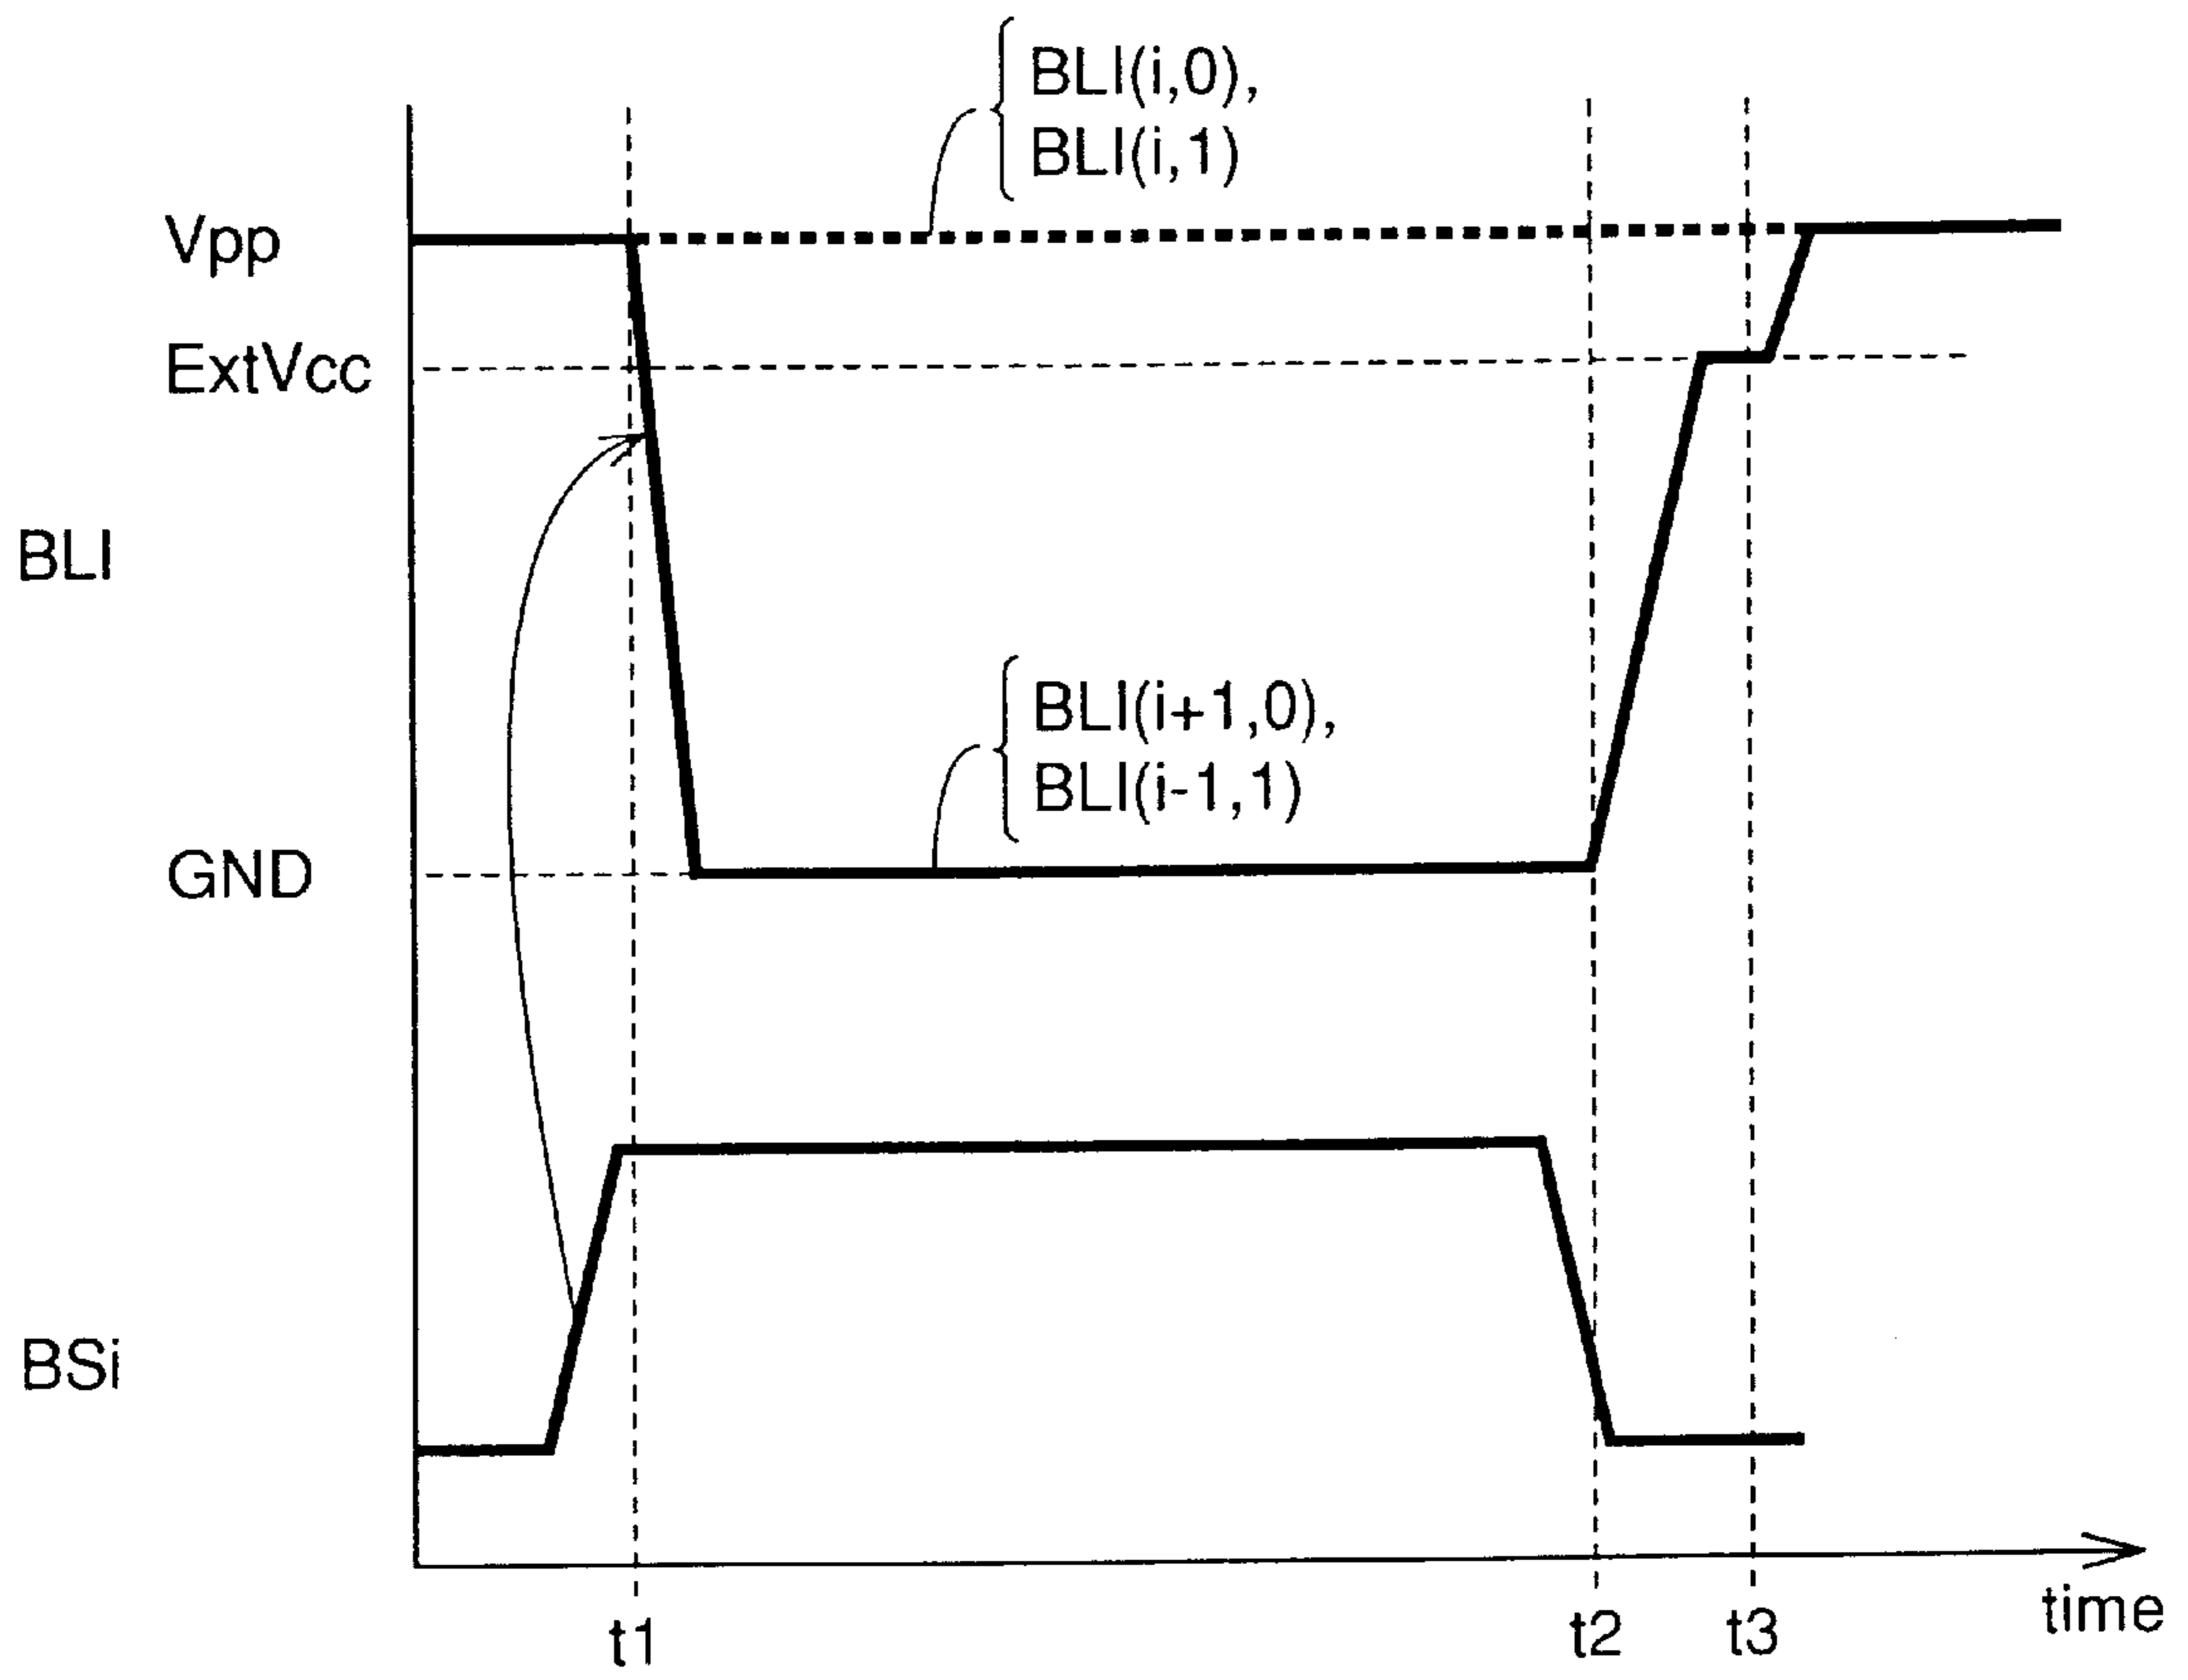 BLI(i,0),
BLI(i,1)
Vpp
ExtVcc
BLI
BLI(i+1,0),
BLI(i-1,1)
GND
BSi
time
t1
t2
t3